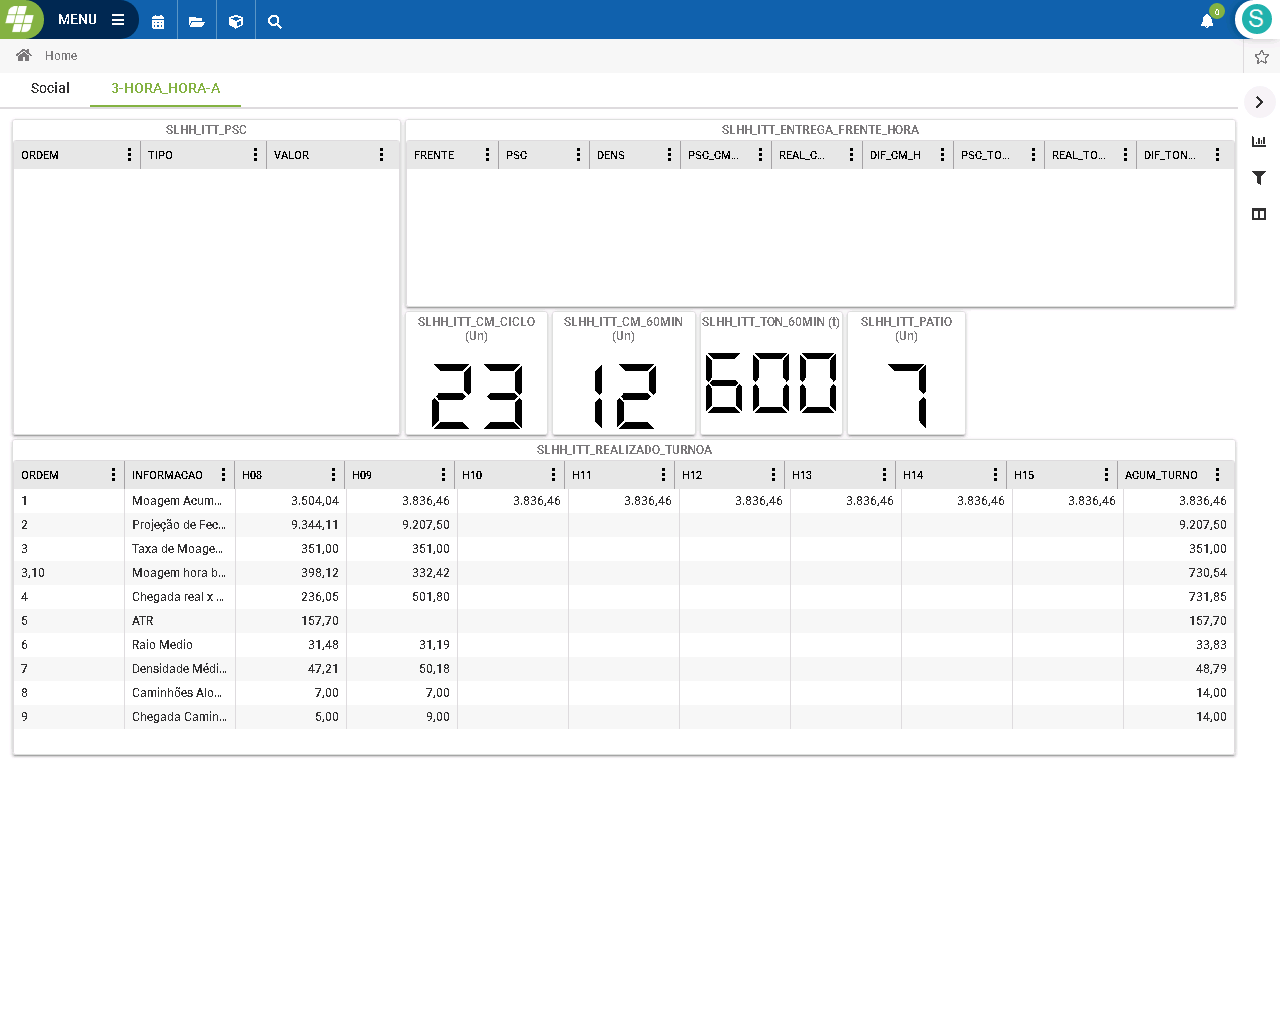 MENU
0
S
Home
Social
3-HORA_HORA-A
SLHH_ITT_PSC
ORDEM TIPO VALOR
SLHH_ITT_ENTREGA_FRENTE_HORA
FRENTE PSC DENS PSC_CM... REAL_C... DIF_CM_H PSC_TO... REAL_TO... DIF_TON...
SLHH_ITT_CM_CICLO (Un)
23
SLHH_ITT_CM_60MIN (Un)
12
SLHH_ITT_TON_60MIN (t)
600
SLHH_ITT_PATIO (Un)
7
SLHH_ITT_REALIZADO_TURNOA
ORDEM INFORMACAO H08 H09 H10 H11 H12 H13 H14 H15 ACUM_TURNO
1 Moagem Acum... 3.504,04 3.836,46 3.836,46 3.836,46 3.836,46 3.836,46 3.836,46 3.836,46 3.836,46
2 Projeção de Fec... 9.344,11 9.207,50 9.207,50
3 Taxa de Moage... 351,00 351,00 351,00
3,10 Moagem hora b... 398,12 332,42 730,54
4 Chegada real x ... 236,05 501,80 731,85
5 ATR 157,70 157,70
6 Raio Medio 31,48 31,19 33,83
7 Densidade Médi... 47,21 50,18 48,79
8 Caminhões Alo... 7,00 7,00 14,00
9 Chegada Camin... 5,00 9,00 14,00